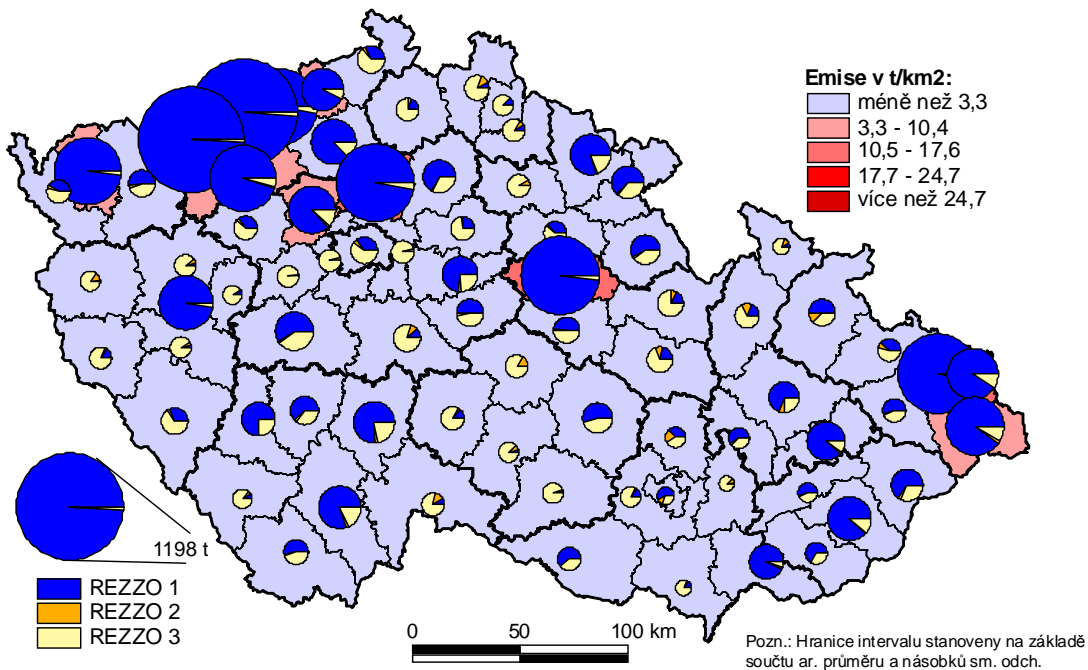 Emise v t/km2:
méně než 3,3
3,3 - 10,4
10,5 - 17,6
17,7 - 24,7
více než 24,7
1198 t
REZZO 1
REZZO 2
REZZO 3
0 50 100 km
Pozn.: Hranice intervalu stanoveny na základě
součtu ar. průměru a násobků sm. odch.